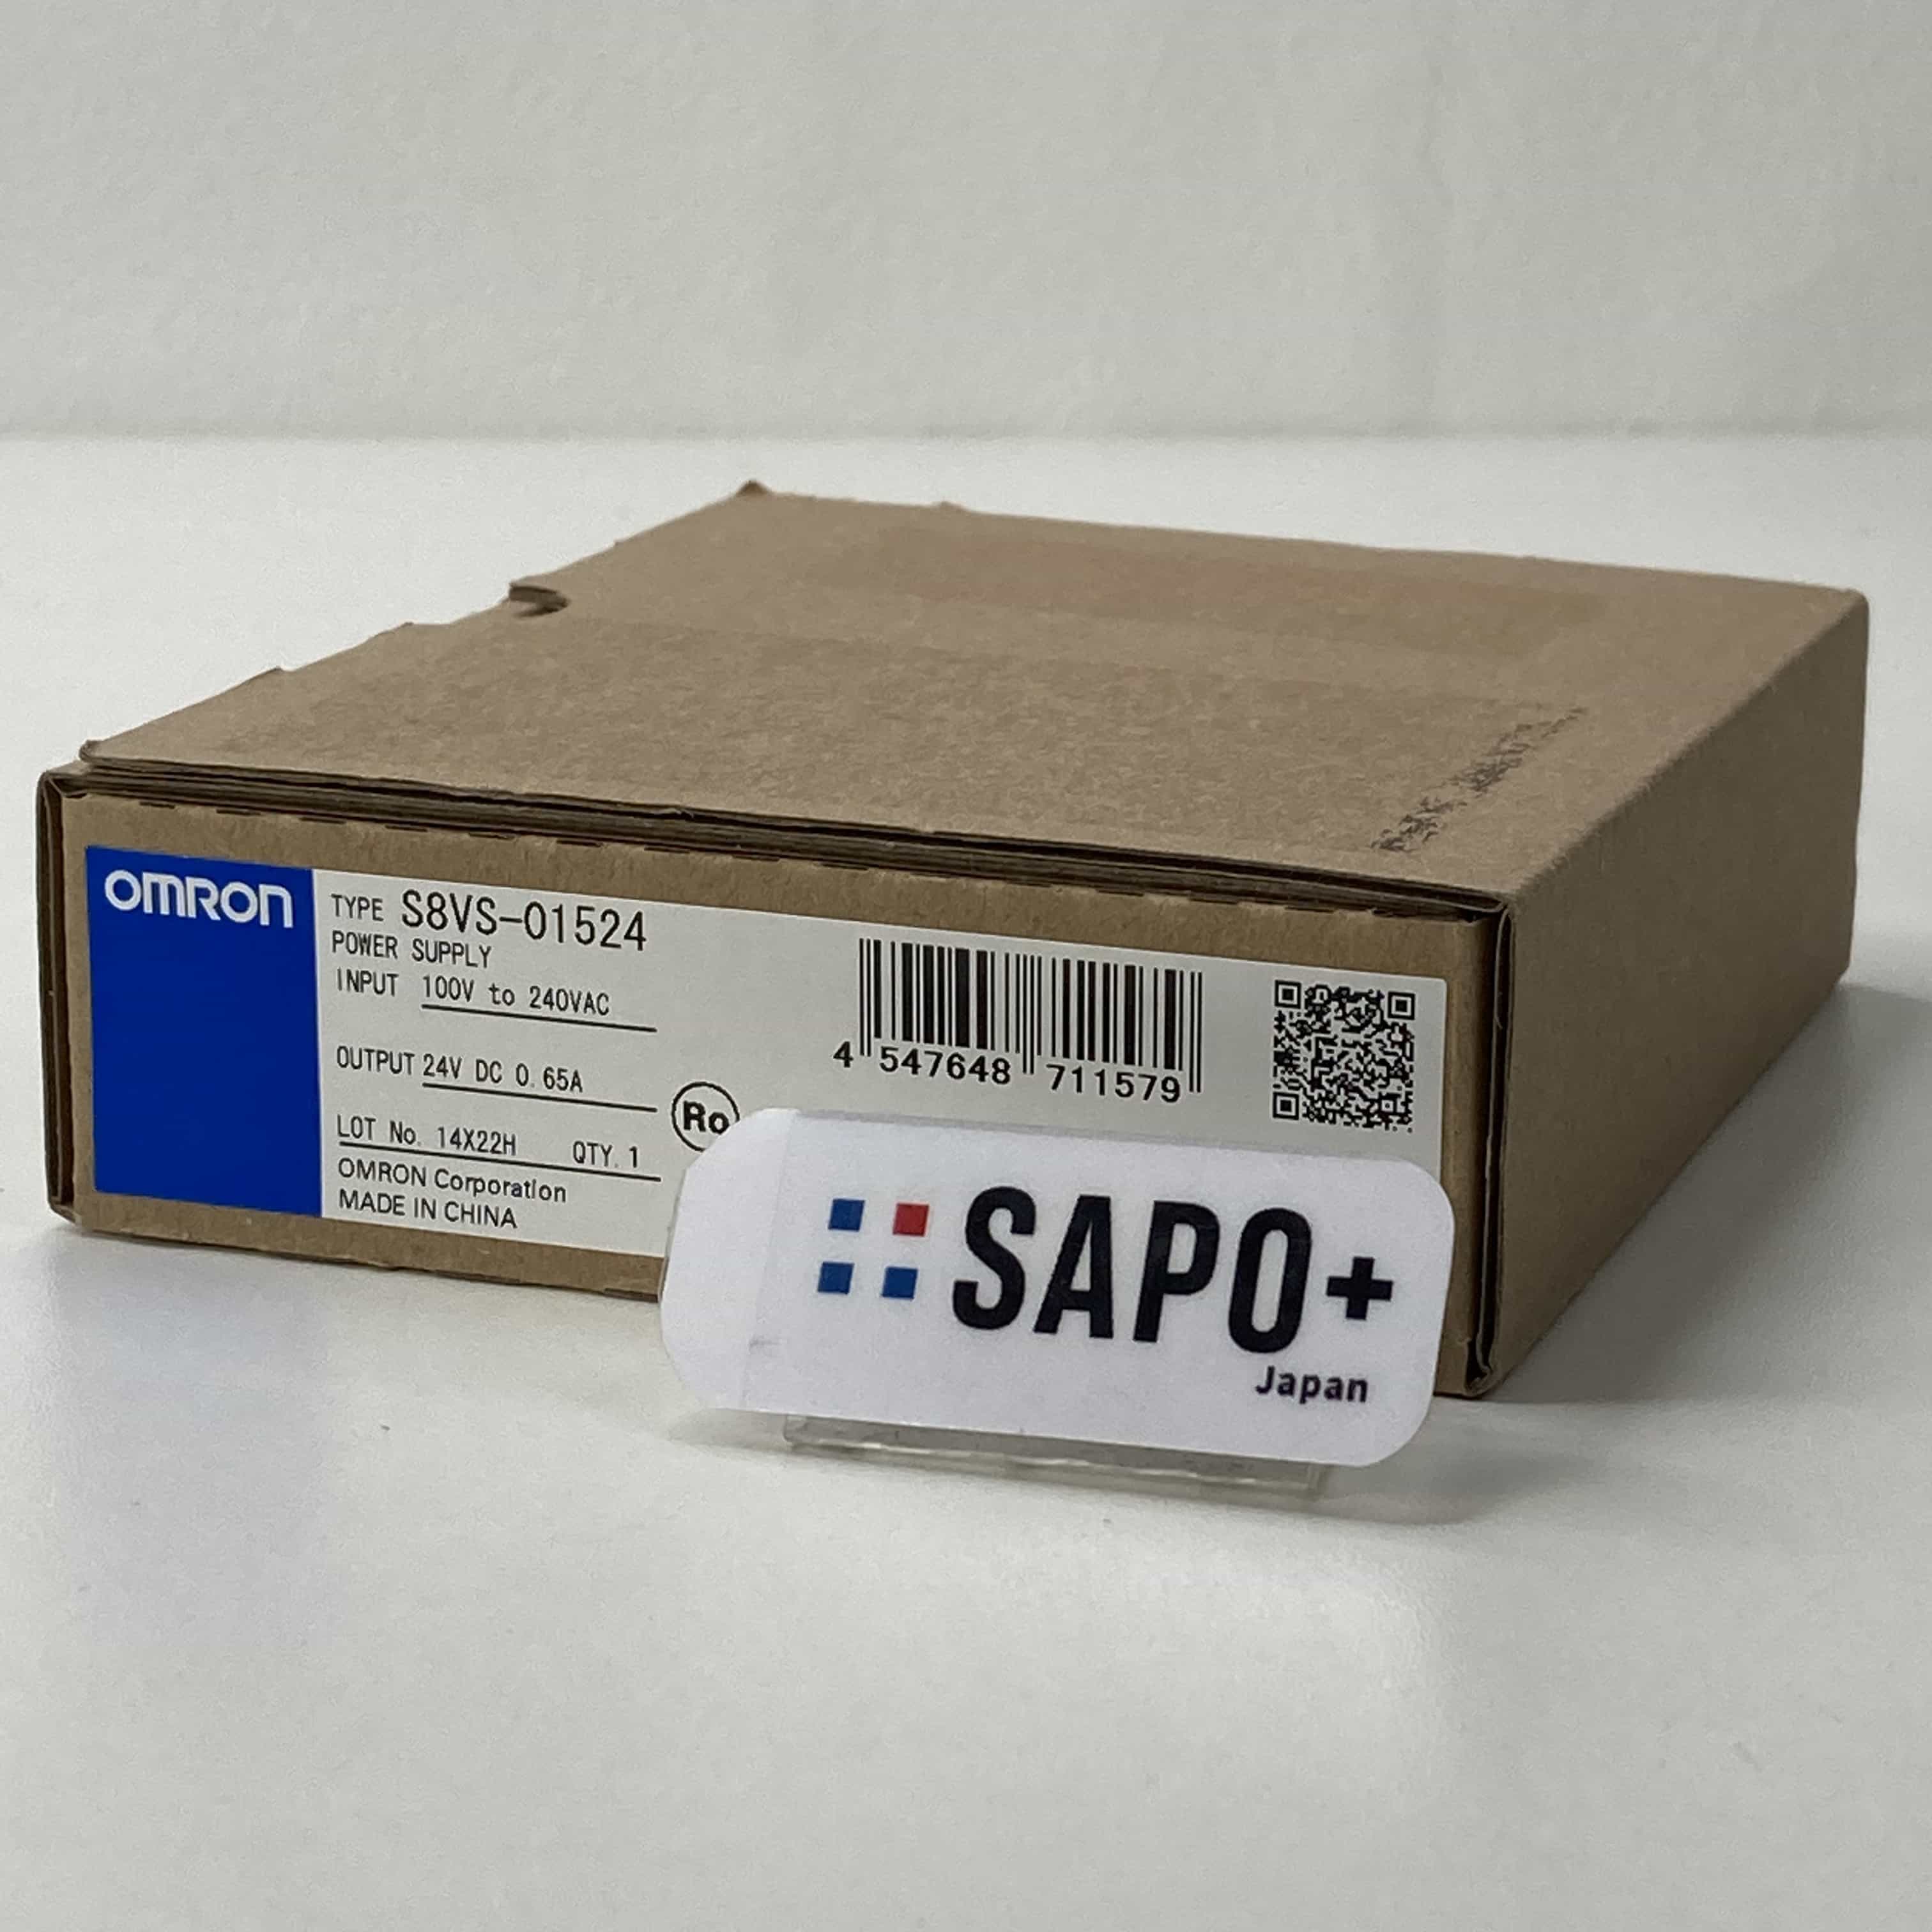 OMRON
TYPE S8VS-01524
POWER SUPPLY
INPUT 100V to 240VAC
OUTPUT 24V DC 0.65A
LOT No. 14X22H QTY. 1
OMRON Corporation
MADE IN CHINA
4 547648 711579
Ro
SAPO+
Japan